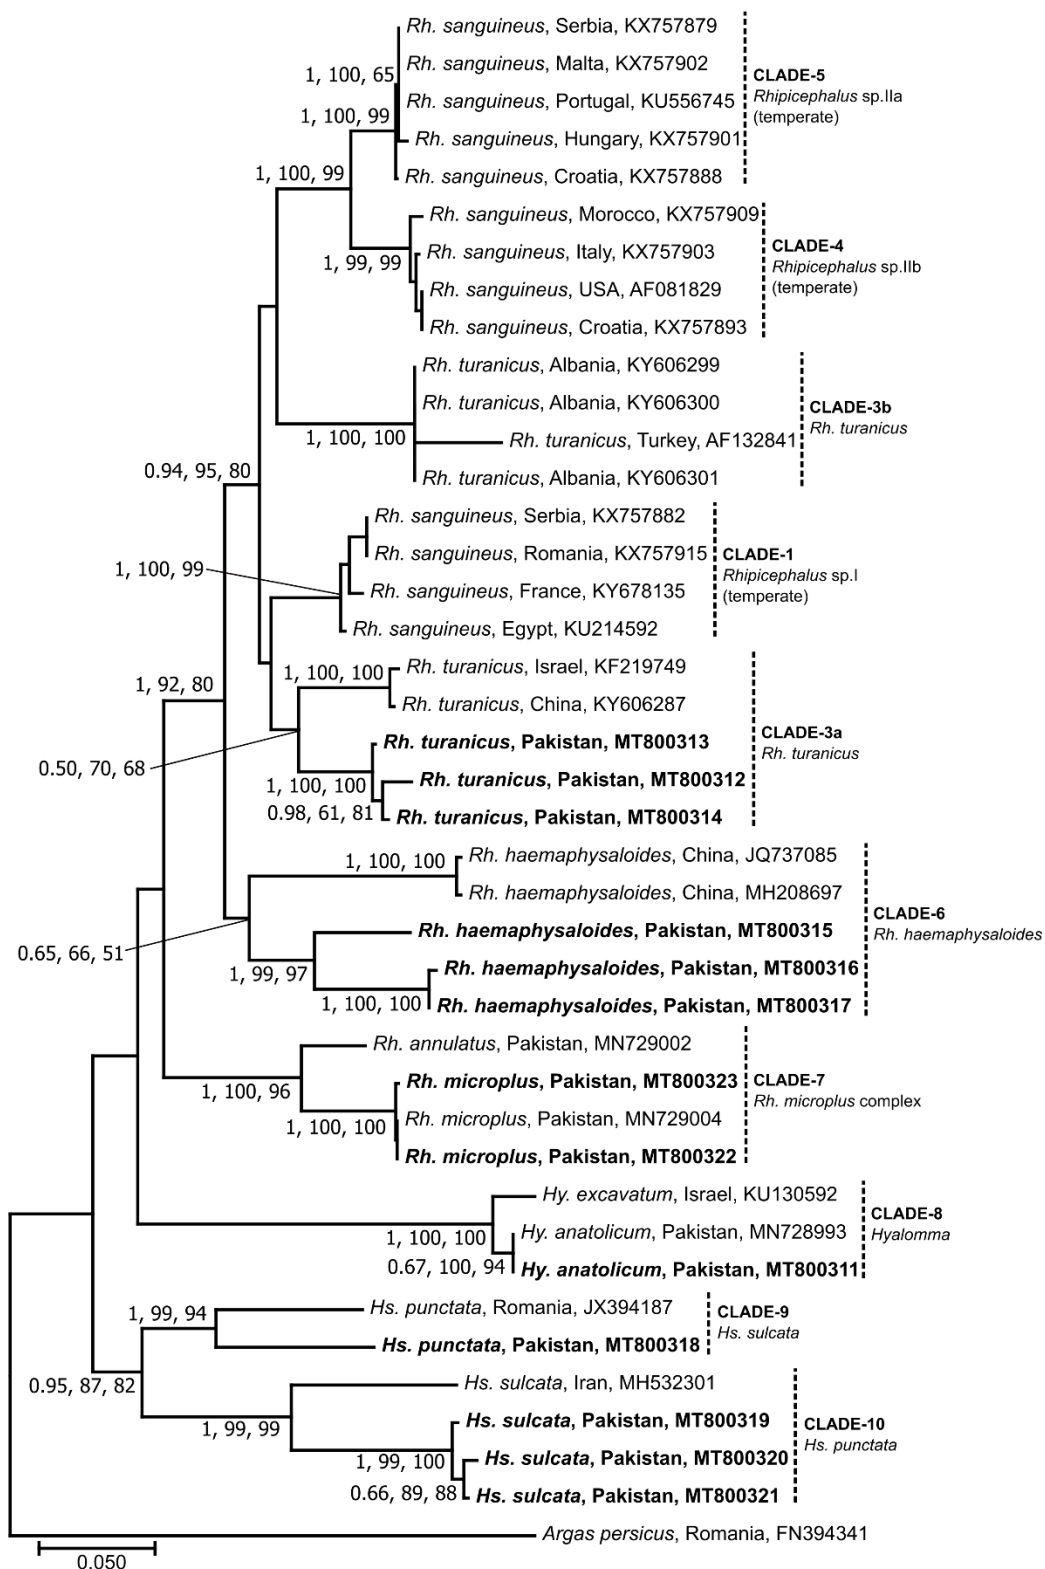 Rh. sanguineus, Serbia, KX757879
Rh. sanguineus, Malta, KX757902
1, 100, 65
CLADE-5
Rhipicephalus sp.IIa
(temperate)
Rh. sanguineus, Portugal, KU556745
1, 100, 99
Rh. sanguineus, Hungary, KX757901
1, 100, 99
Rh. sanguineus, Croatia, KX757888
Rh. sanguineus, Morocco, KX757909
CLADE-4
Rhipicephalus sp.IIb
(temperate)
Rh. sanguineus, Italy, KX757903
1, 99, 99
Rh. sanguineus, USA, AF081829
Rh. sanguineus, Croatia, KX757893
Rh. turanicus, Albania, KY606299
Rh. turanicus, Albania, KY606300
CLADE-3b
Rh. turanicus
1, 100, 100
Rh. turanicus, Turkey, AF132841
0.94, 95, 80
Rh. turanicus, Albania, KY606301
Rh. sanguineus, Serbia, KX757882
Rh. sanguineus, Romania, KX757915
CLADE-1
Rhipicephalus sp.I
(temperate)
1, 100, 99
Rh. sanguineus, France, KY678135
Rh. sanguineus, Egypt, KU214592
1, 100, 100
Rh. turanicus, Israel, KF219749
1, 92, 80
Rh. turanicus, China, KY606287
CLADE-3a
Rh. turanicus
Rh. turanicus, Pakistan, MT800313
0.50, 70, 68
1, 100, 100
Rh. turanicus, Pakistan, MT800312
0.98, 61, 81
Rh. turanicus, Pakistan, MT800314
1, 100, 100
Rh. haemaphysaloides, China, JQ737085
Rh. haemaphysaloides, China, MH208697
CLADE-6
Rh. haemaphysaloides
Rh. haemaphysaloides, Pakistan, MT800315
0.65, 66, 51
1, 99, 97
Rh. haemaphysaloides, Pakistan, MT800316
1, 100, 100
Rh. haemaphysaloides, Pakistan, MT800317
Rh. annulatus, Pakistan, MN729002
1, 100, 96
Rh. microplus, Pakistan, MT800323
CLADE-7
Rh. microplus complex
1, 100, 100
Rh. microplus, Pakistan, MN729004
Rh. microplus, Pakistan, MT800322
Hy. excavatum, Israel, KU130592
CLADE-8
Hyalomma
1, 100, 100
Hy. anatolicum, Pakistan, MN728993
0.67, 100, 94
Hy. anatolicum, Pakistan, MT800311
1, 99, 94
Hs. punctata, Romania, JX394187
CLADE-9
Hs. sulcata
Hs. punctata, Pakistan, MT800318
0.95, 87, 82
Hs. sulcata, Iran, MH532301
1, 99, 99
Hs. sulcata, Pakistan, MT800319
CLADE-10
Hs. punctata
1, 99, 100
Hs. sulcata, Pakistan, MT800320
0.66, 89, 88
Hs. sulcata, Pakistan, MT800321
Argas persicus, Romania, FN394341
0.050